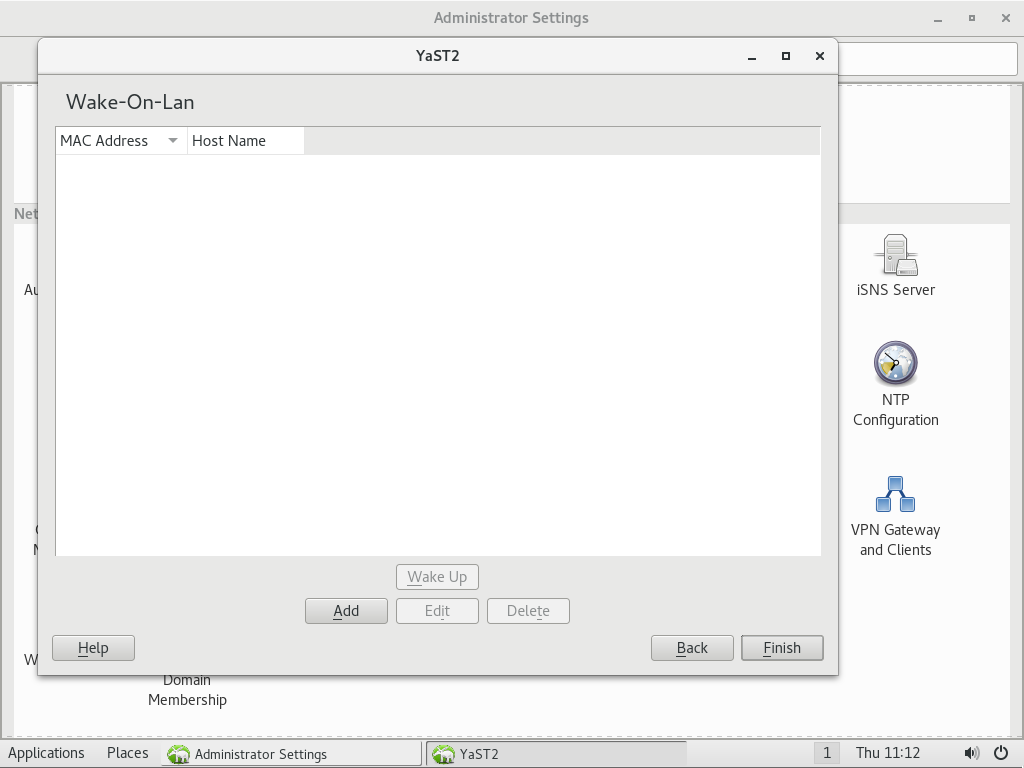 Administrator Settings
YaST2
Wake-On-Lan
MAC Address
Host Name
Net
Au
iSNS Server
NTP
Configuration
VPN Gateway
and Clients
Wake Up
Add
Edit
Delete
Help
Back
Finish
W
Domain
Membership
Applications
Places
Administrator Settings
YaST2
1
Thu 11:12